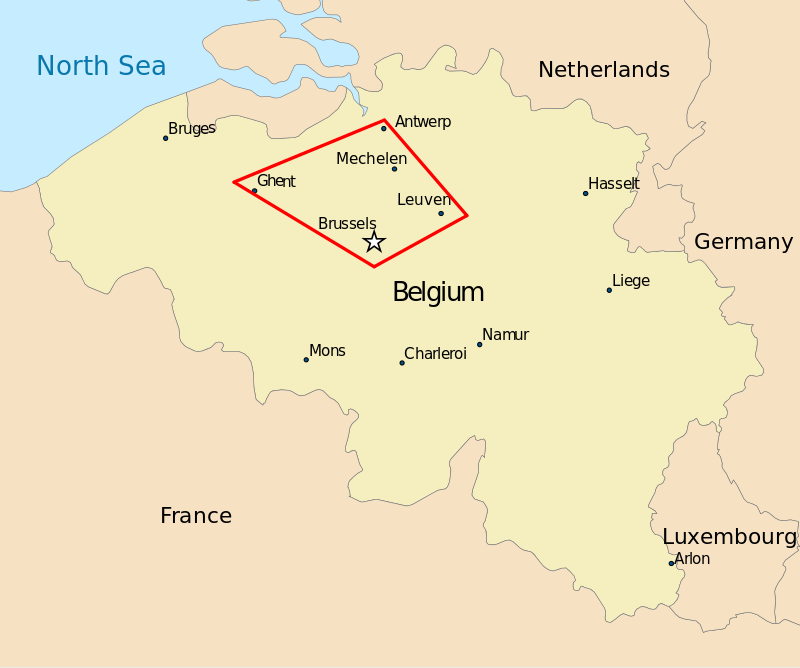 North Sea
Netherlands
Antwerp
Bruges
Mechelen
Ghent
Hasselt
Leuven
Brussels
Germany
Liege
Belgium
Namur
Mons
Charleroi
France
Luxembourg
Arlon